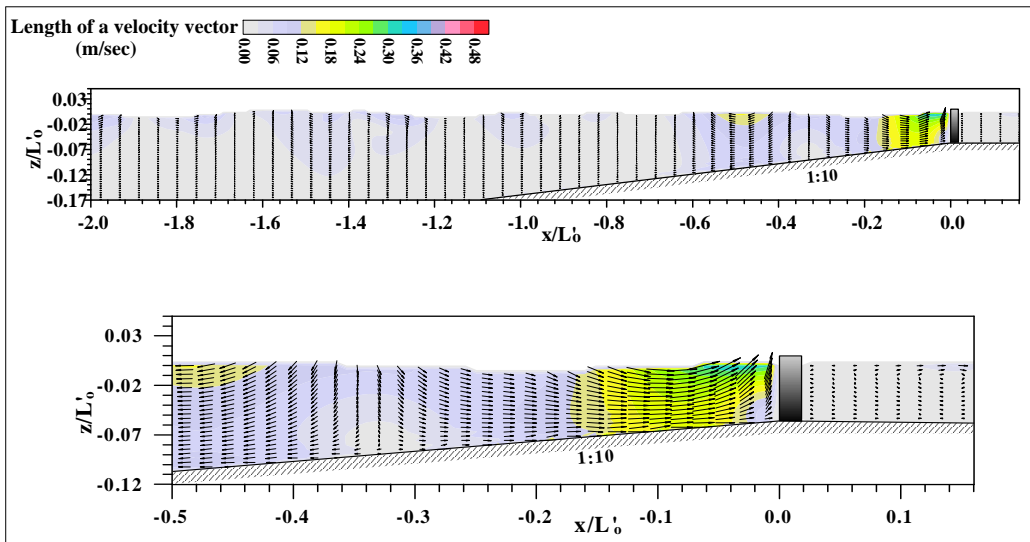 Length of a velocity vector
(m/sec)
0.00 0.06 0.12 0.18 0.24 0.30 0.36 0.42 0.48
z/L'o
0.03
-0.02
-0.07
-0.12
-0.17
1:10
-2.0 -1.8 -1.6 -1.4 -1.2 -1.0 -0.8 -0.6 -0.4 -0.2 0.0
x/L'o
z/L'o
0.03
-0.02
-0.07
-0.12
1:10
-0.5 -0.4 -0.3 -0.2 -0.1 0.0 0.1
x/L'o